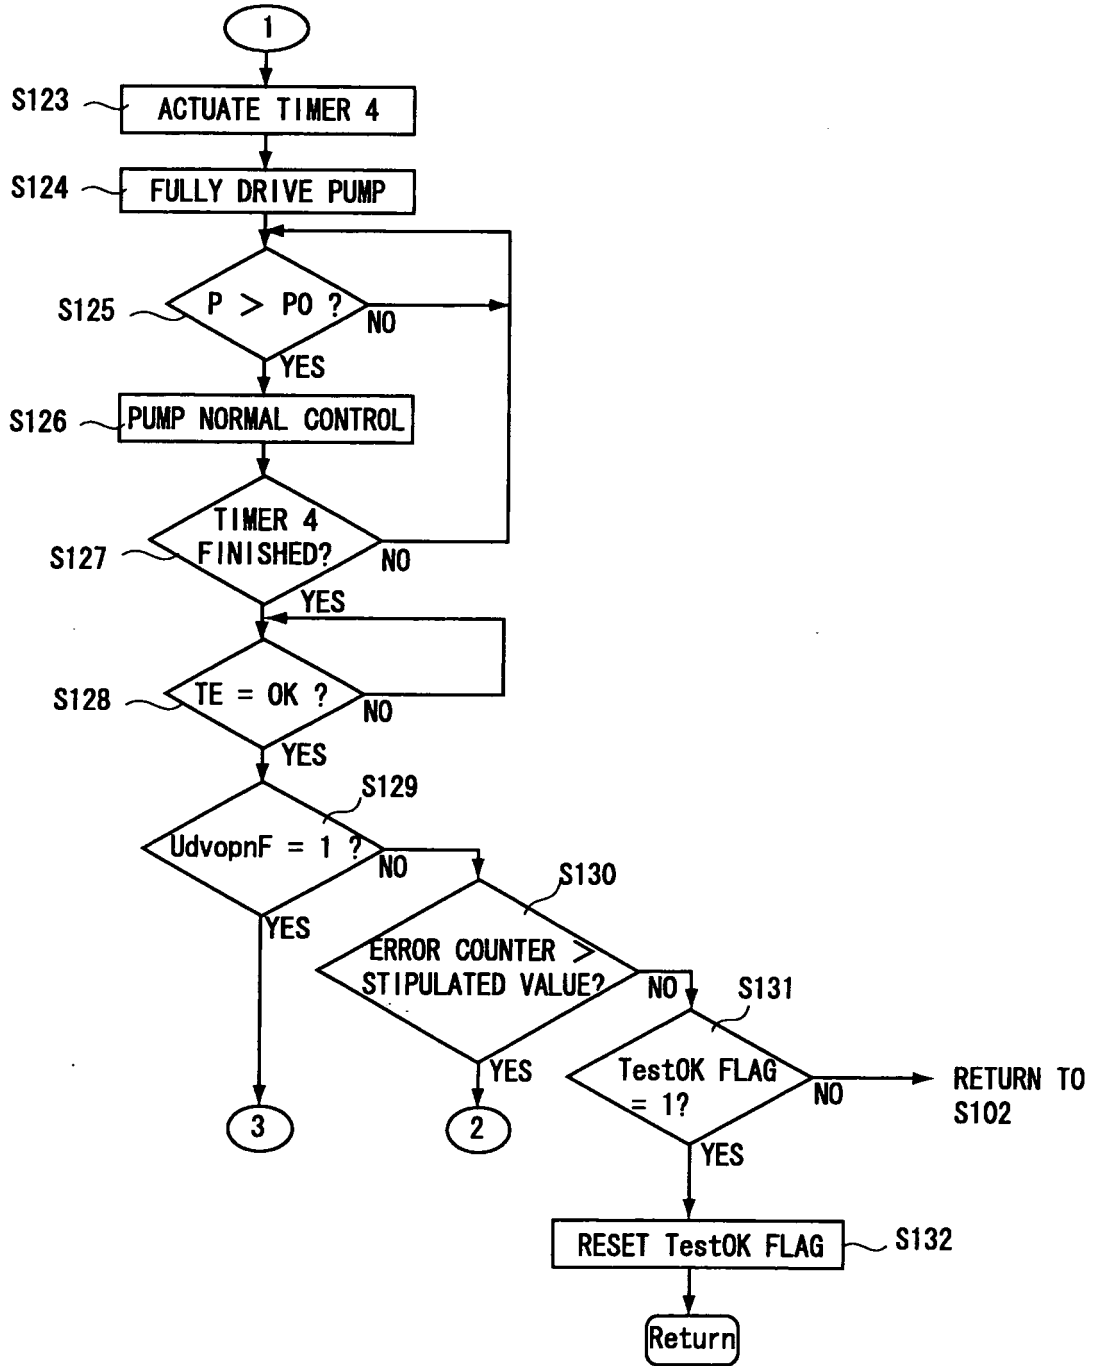 1
S123
ACTUATE TIMER 4
S124
FULLY DRIVE PUMP
S125
P > P0 ?
NO
YES
S126
PUMP NORMAL CONTROL
S127
TIMER 4
FINISHED?
NO
YES
S128
TE = OK ?
NO
YES
S129
UdvopnF = 1 ?
NO
YES
S130
ERROR COUNTER >
STIPULATED VALUE?
NO
YES
S131
TestOK FLAG
= 1?
NO
RETURN TO
S102
3
2
YES
RESET TestOK FLAG
S132
Return